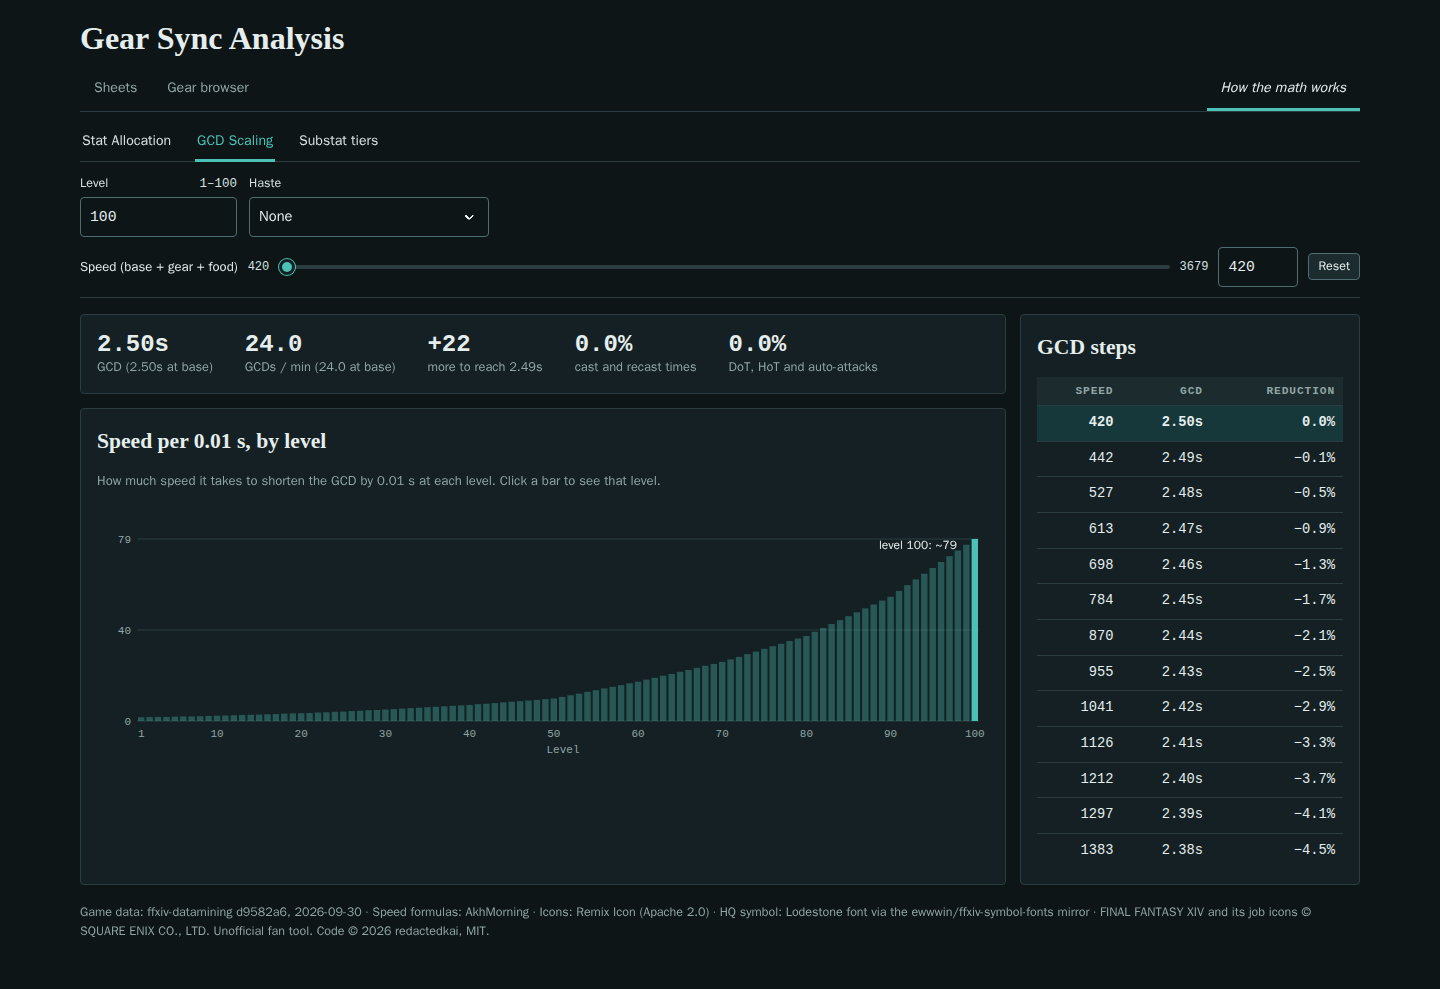 Gear Sync Analysis
Sheets Gear browser How the math works
Stat Allocation GCD Scaling Substat tiers
Level 1–100 Haste
100 None
Speed (base + gear + food) 420 3679 420 Reset
2.50s 24.0 +22 0.0% 0.0%
GCD (2.50s at base) GCDs / min (24.0 at base) more to reach 2.49s cast and recast times DoT, HoT and auto-attacks
Speed per 0.01 s, by level
How much speed it takes to shorten the GCD by 0.01 s at each level. Click a bar to see that level.
79
level 100: ~79
40
0
1 10 20 30 40 50 60 70 80 90 100
Level
GCD steps
SPEED GCD REDUCTION
420 2.50s 0.0%
442 2.49s −0.1%
527 2.48s −0.5%
613 2.47s −0.9%
698 2.46s −1.3%
784 2.45s −1.7%
870 2.44s −2.1%
955 2.43s −2.5%
1041 2.42s −2.9%
1126 2.41s −3.3%
1212 2.40s −3.7%
1297 2.39s −4.1%
1383 2.38s −4.5%
Game data: ffxiv-datamining d9582a6, 2026-09-30 · Speed formulas: AkhMorning · Icons: Remix Icon (Apache 2.0) · HQ symbol: Lodestone font via the ewwwin/ffxiv-symbol-fonts mirror · FINAL FANTASY XIV and its job icons ©
SQUARE ENIX CO., LTD. Unofficial fan tool. Code © 2026 redactedkai, MIT.